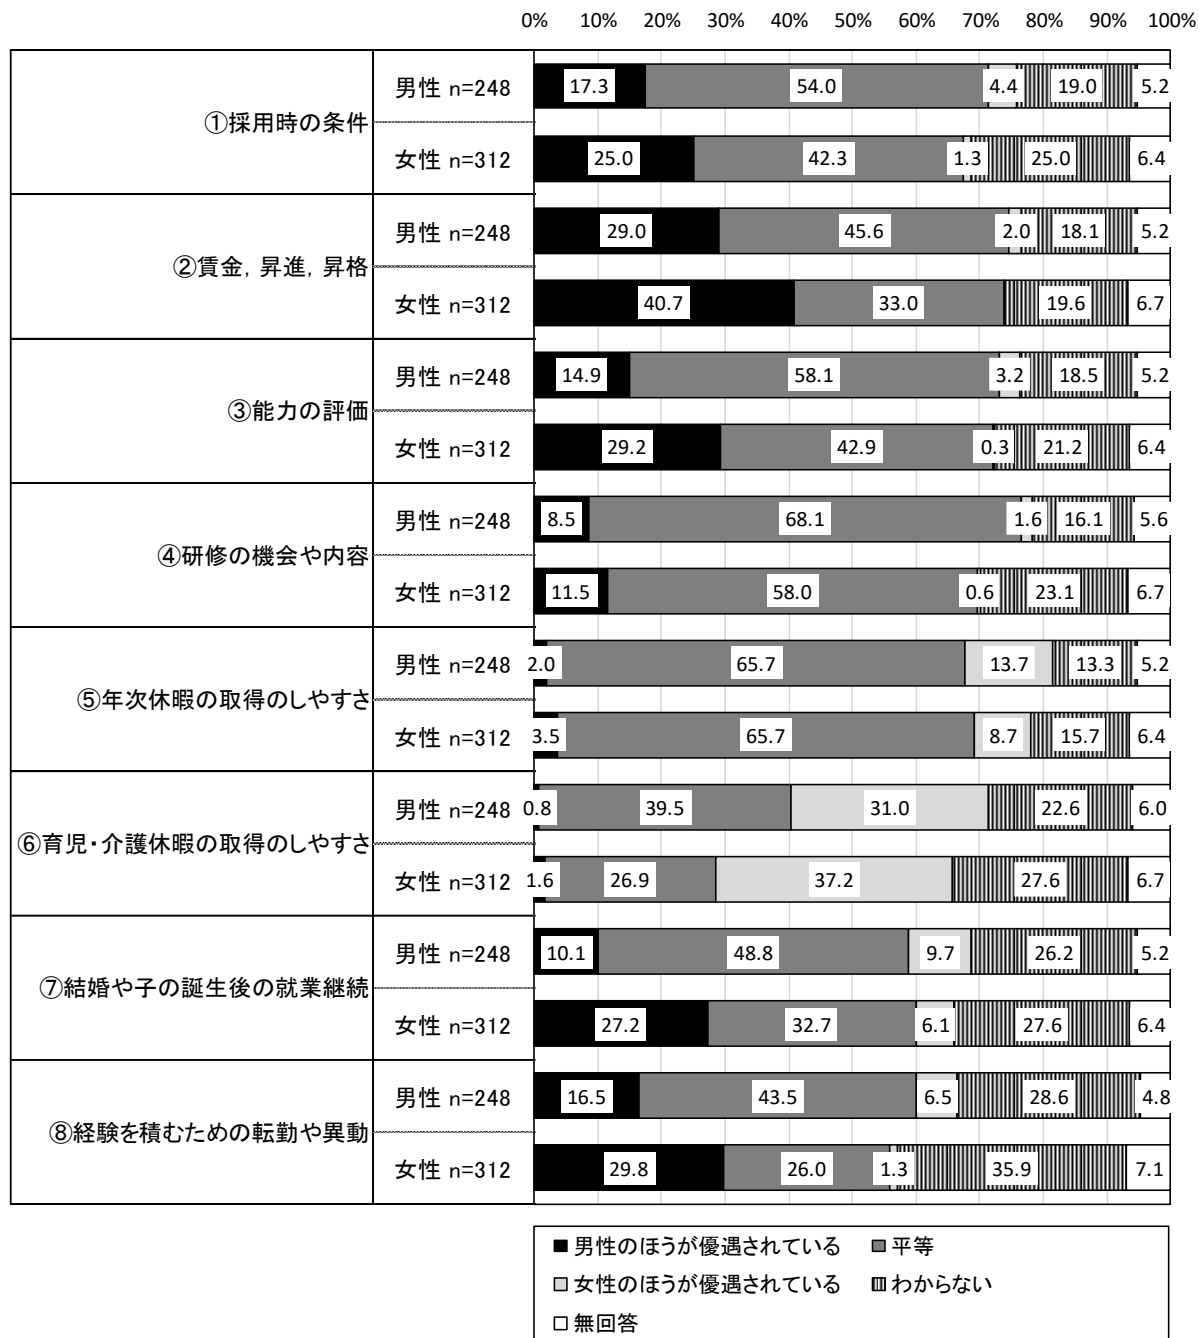 0% 10% 20% 30% 40% 50% 60% 70% 80% 90% 100%
①採用時の条件
男性 n=248 17.3 54.0 4.4 19.0 5.2
女性 n=312 25.0 42.3 1.3 25.0 6.4
②賃金，昇進，昇格
男性 n=248 29.0 45.6 2.0 18.1 5.2
女性 n=312 40.7 33.0 19.6 6.7
③能力の評価
男性 n=248 14.9 58.1 3.2 18.5 5.2
女性 n=312 29.2 42.9 0.3 21.2 6.4
④研修の機会や内容
男性 n=248 8.5 68.1 1.6 16.1 5.6
女性 n=312 11.5 58.0 0.6 23.1 6.7
⑤年次休暇の取得のしやすさ
男性 n=248 2.0 65.7 13.7 13.3 5.2
女性 n=312 3.5 65.7 8.7 15.7 6.4
⑥育児・介護休暇の取得のしやすさ
男性 n=248 0.8 39.5 31.0 22.6 6.0
女性 n=312 1.6 26.9 37.2 27.6 6.7
⑦結婚や子の誕生後の就業継続
男性 n=248 10.1 48.8 9.7 26.2 5.2
女性 n=312 27.2 32.7 6.1 27.6 6.4
⑧経験を積むための転勤や異動
男性 n=248 16.5 43.5 6.5 28.6 4.8
女性 n=312 29.8 26.0 1.3 35.9 7.1
男性のほうが優遇されている 平等
女性のほうが優遇されている わからない
無回答